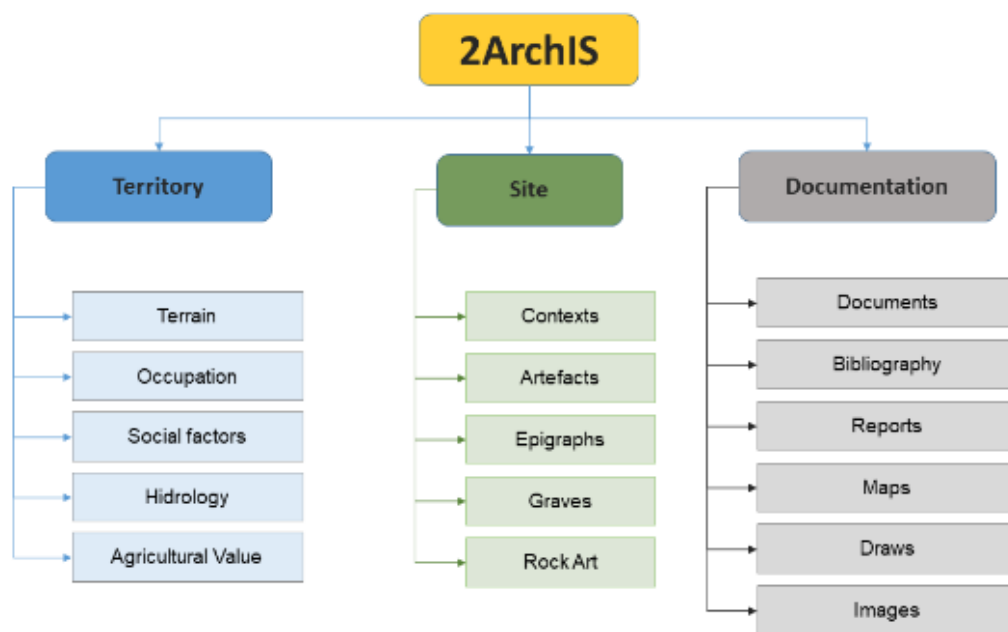 2ArchIS
Territory
Site
Documentation
Terrain
Occupation
Social factors
Hidrology
Agricultural Value
Contexts
Artefacts
Epigraphs
Graves
Rock Art
Documents
Bibliography
Reports
Maps
Draws
Images